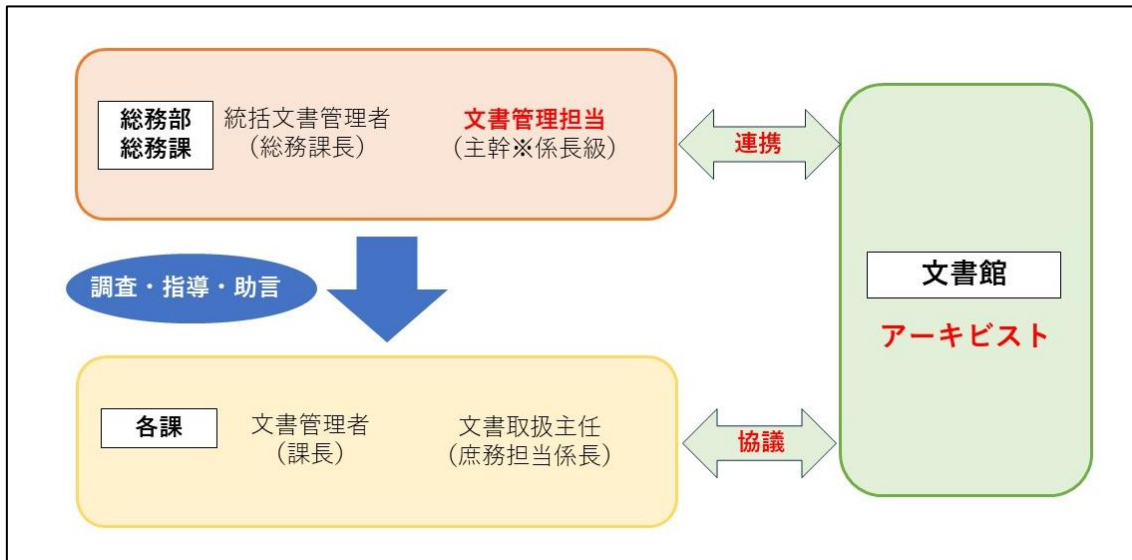 総務部
総務課
統括文書管理者
(総務課長)
文書管理担当
(主幹※係長級)
連携
調査・指導・助言
文書館
アーキビスト
各課
文書管理者
(課長)
文書取扱主任
(庶務担当係長)
協議